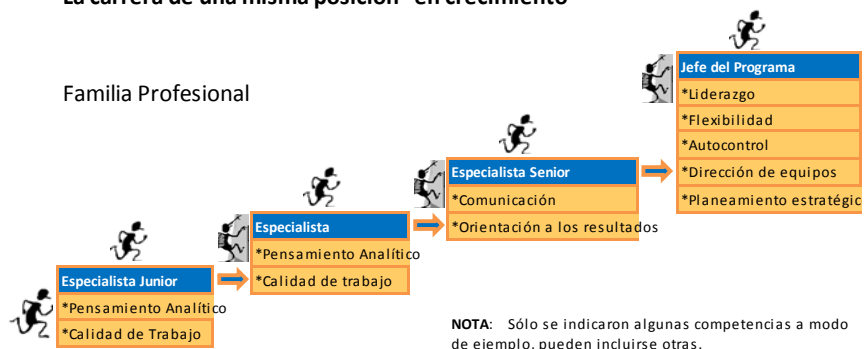 La carrera de una misma posición en crecimiento
Familia Profesional
Jefe del Programa
*Liderazgo
*Flexibilidad
*Autocontrol
*Dirección de equipos
*Planeamiento estratégic
Especialista Senior
*Comunicación
*Orientación a los resultados
Especialista
*Pensamiento Analítico
*Calidad de trabajo
Especialista Junior
*Pensamiento Analítico
*Calidad de Trabajo
NOTA: Sólo se indicaron algunas competencias a modo
de ejemplo, pueden incluirse otras.